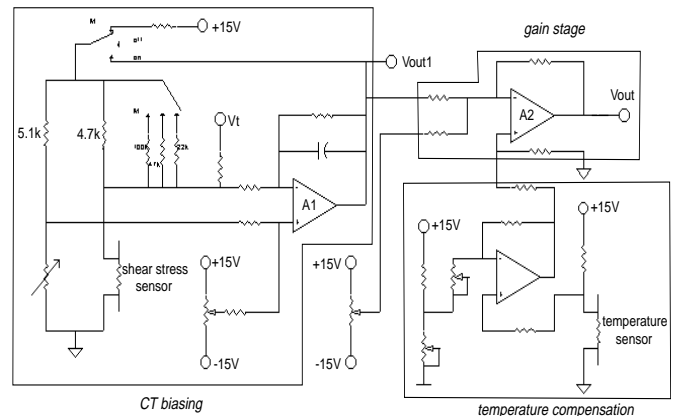 M
+15V
off
on
Vout1
gain stage
5.1k
4.7k
M
100k
22k
Vt
A1
A2
Vout
shear stress
sensor
+15V
-15V
+15V
-15V
+15V
+15V
temperature
sensor
CT biasing
temperature compensation